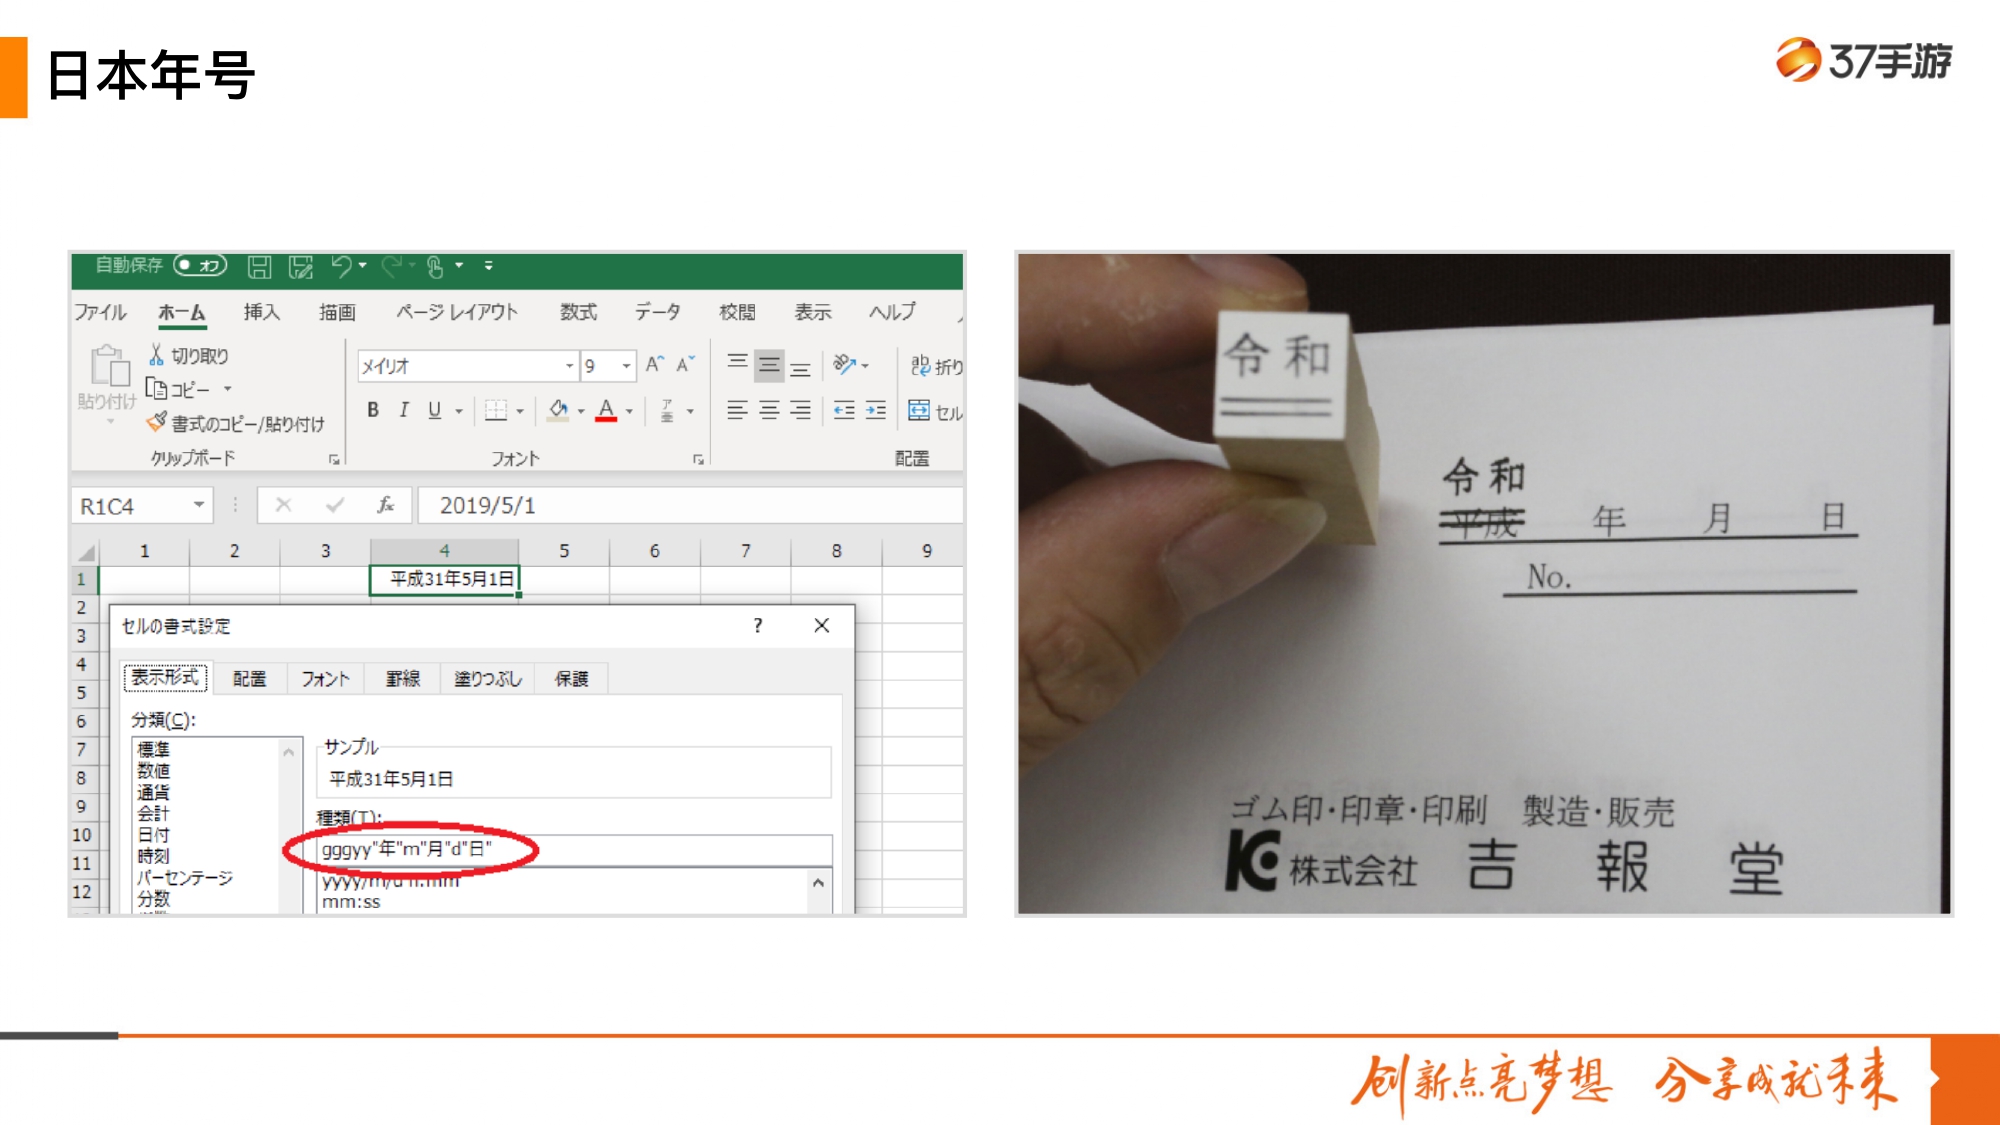 日本年号
37手游
自動保存 オフ
ファイル ホーム 挿入 描画 ページ レイアウト 数式 データ 校閲 表示 ヘルプ
貼り付け
切り取り
コピー
書式のコピー/貼り付け
クリップボード
メイリオ 9
B I U
フォント
ab 折り
セル
配置
R1C4 fx 2019/5/1
1 2 3 4 5 6 7 8 9
1 平成31年5月1日
2
3
4
5
6
7
8
9
10
11
12
セルの書式設定 ?
表示形式 配置 フォント 罫線 塗りつぶし 保護
分類(C):
標準
数値
通貨
会計
日付
時刻
パーセンテージ
分数
サンプル
平成31年5月1日
種類(T):
gggyy"年"m"月"d"日"
yyyy/m/d h:mm
mm:ss
令和
令和
平成 年 月 日
No.
ゴム印・印章・印刷 製造・販売
株式会社 吉報堂
创新点亮梦想 分享成就未来